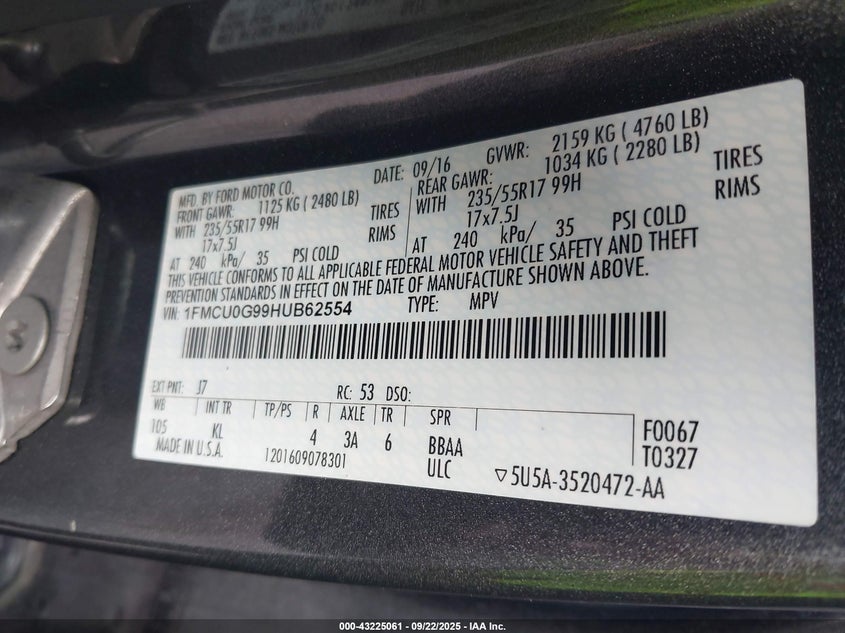 MFD. BY FORD MOTOR CO. DATE: 09/16 GVWR: 2159 KG ( 4760 LB)
FRONT GAWR: 1125 KG ( 2480 LB) REAR GAWR: 1034 KG ( 2280 LB)
WITH 235/55R17 99H TIRES WITH 235/55R17 99H TIRES
17x7.5J RIMS 17x7.5J RIMS
AT 240 kPa/ 35 PSI COLD AT 240 kPa/ 35 PSI COLD
THIS VEHICLE CONFORMS TO ALL APPLICABLE FEDERAL MOTOR VEHICLE SAFETY AND THEFT
PREVENTION STANDARDS IN EFFECT ON THE DATE OF MANUFACTURE SHOWN ABOVE.
VIN: 1FMCU0G99HUB62554 TYPE: MPV
EXT PNT: J7 RC: 53 DSO:
WB INT TR TP/PS R AXLE TR SPR
105 KL 4 3A 6 BBAA F0067
MADE IN U.S.A. 1201609078301 ULC T0327
▽5U5A-3520472-AA
000-43225061 - 09/22/2025 - IAA Inc.